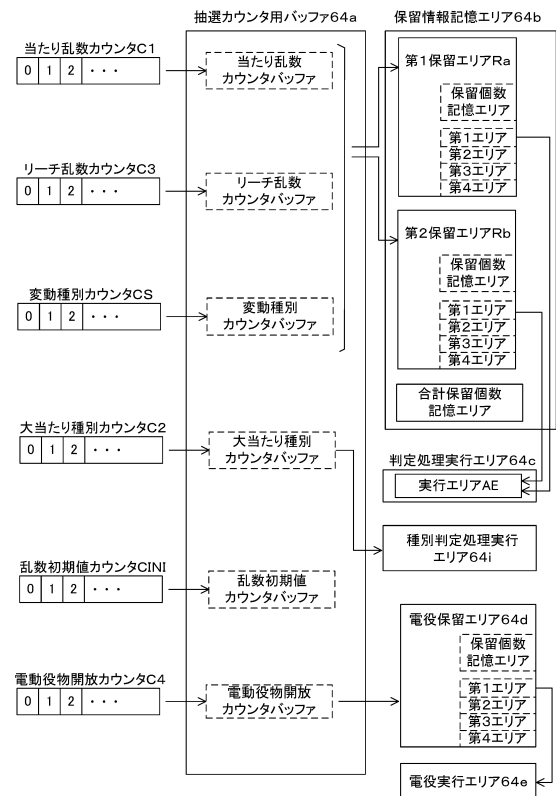 抽選カウンタ用バッファ64a
保留情報記憶エリア64b
当たり乱数カウンタC1
0 1 2 ・・・
当たり乱数
カウンタバッファ
リーチ乱数カウンタC3
0 1 2 ・・・
リーチ乱数
カウンタバッファ
変動種別カウンタCS
0 1 2 ・・・
変動種別
カウンタバッファ
大当たり種別カウンタC2
0 1 2 ・・・
大当たり種別
カウンタバッファ
乱数初期値カウンタCINI
0 1 2 ・・・
乱数初期値
カウンタバッファ
電動役物開放カウンタC4
0 1 2 ・・・
電動役物開放
カウンタバッファ
第1保留エリアRa
保留個数
記憶エリア
第1エリア
第2エリア
第3エリア
第4エリア
第2保留エリアRb
保留個数
記憶エリア
第1エリア
第2エリア
第3エリア
第4エリア
合計保留個数
記憶エリア
判定処理実行エリア64c
実行エリアAE
種別判定処理実行
エリア64i
電役保留エリア64d
保留個数
記憶エリア
第1エリア
第2エリア
第3エリア
第4エリア
電役実行エリア64e